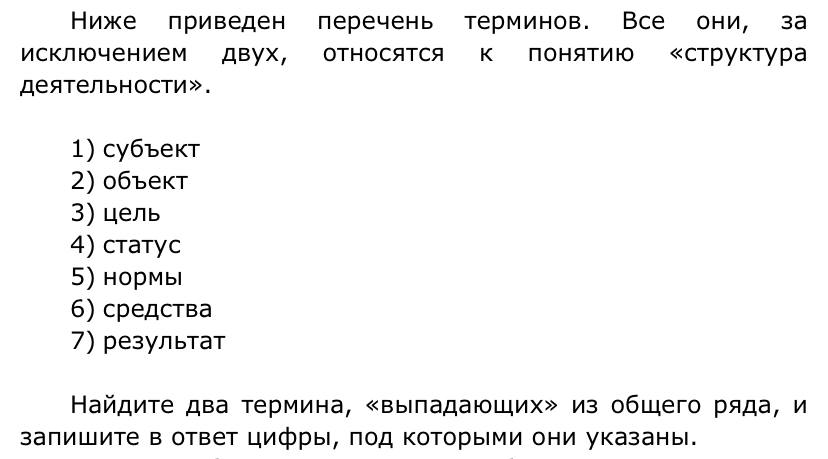 Ниже приведен перечень терминов. Все они, за
исключением двух, относятся к понятию «структура
деятельности».
1) субъект
2) объект
3) цель
4) статус
5) нормы
6) средства
7) результат
Найдите два термина, «выпадающих» из общего ряда, и
запишите в ответ цифры, под которыми они указаны.